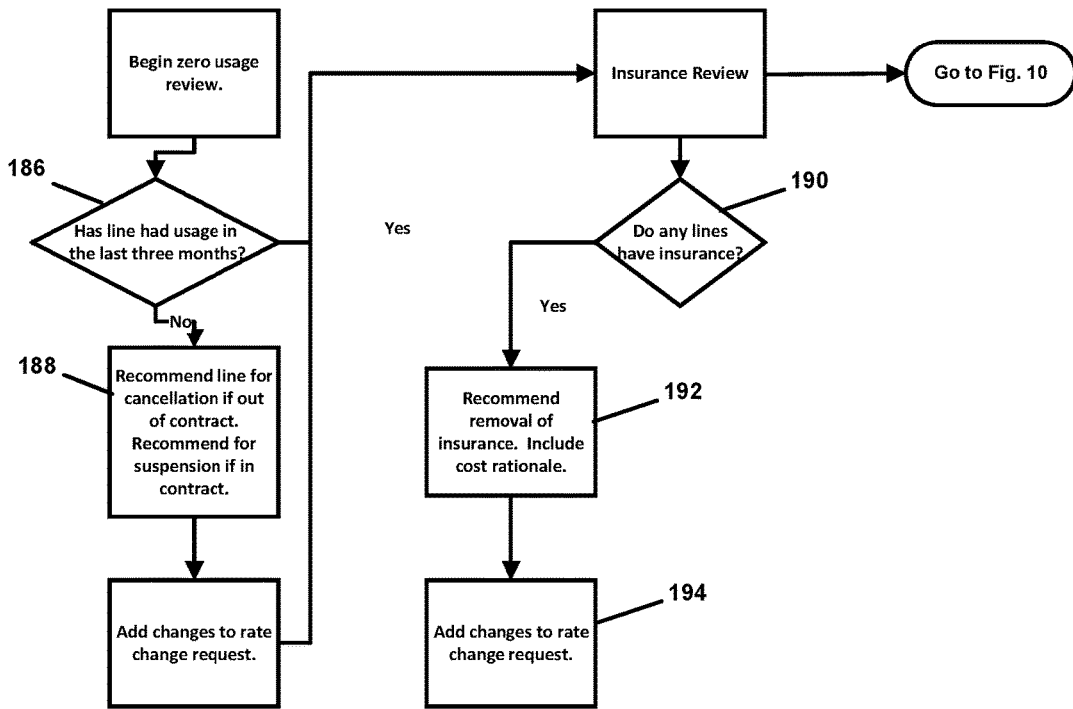 Begin zero usage
review.
Insurance Review
Go to Fig. 10
186
Has line had usage in
the last three months?
Yes
190
Do any lines
have insurance?
No
Yes
188
Recommend line for
cancellation if out
of contract.
Recommend for
suspension if in
contract.
192
Recommend
removal of
insurance. Include
cost rationale.
Add changes to rate
change request.
194
Add changes to rate
change request.